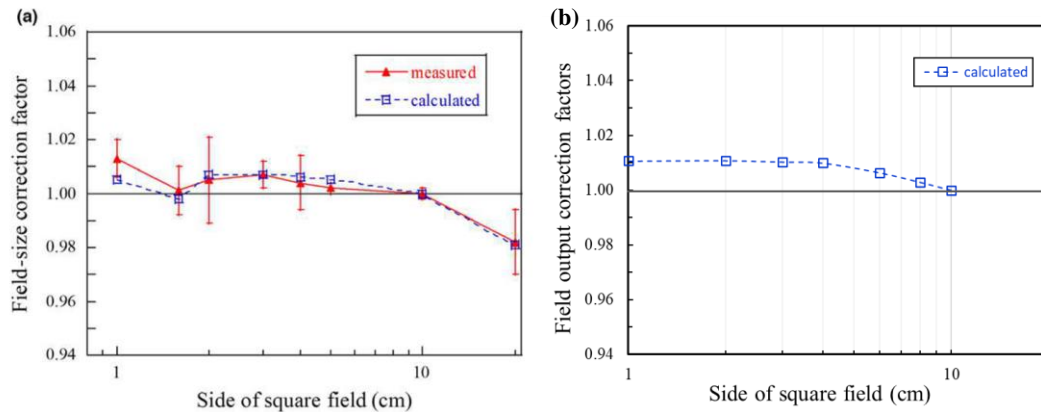 (a)
1.06
1.04
1.02
1.00
0.98
0.96
0.94
Field-size correction factor
measured
calculated
1
10
Side of square field (cm)
(b)
1.06
1.04
1.02
1.00
0.98
0.96
0.94
Field output correction factors
calculated
1
10
Side of square field (cm)